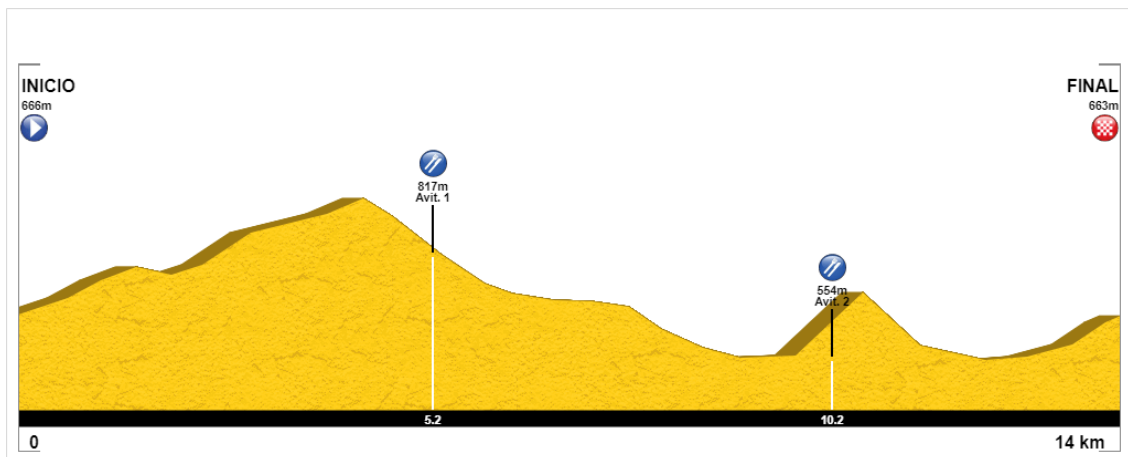 INICIO
666m
FINAL
663m
817m
Avit. 1
554m
Avit. 2
5.2
10.2
0
14 km